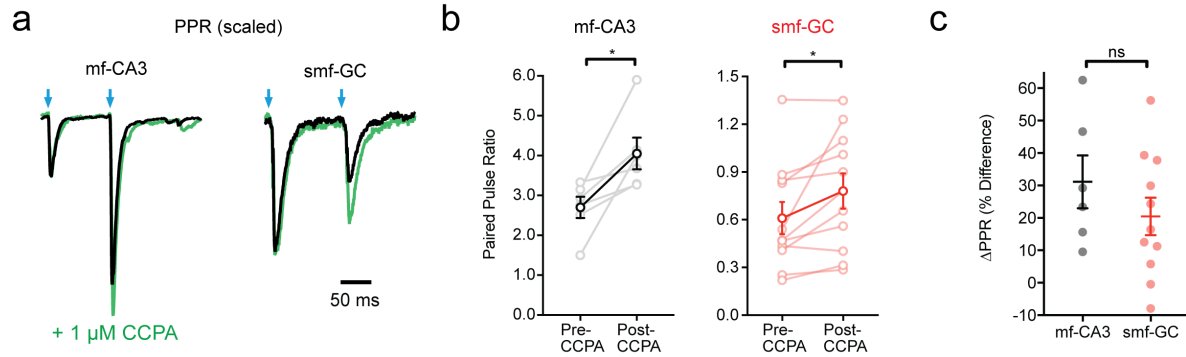 a
PPR (scaled)
mf-CA3
smf-GC
50 ms
+ 1 µM CCPA
b
mf-CA3
smf-GC
*
*
Paired Pulse Ratio
6.0
5.0
4.0
3.0
2.0
1.0
0.0
Pre-
CCPA
Post-
CCPA
1.5
1.2
0.9
0.6
0.3
0.0
Pre-
CCPA
Post-
CCPA
c
ns
ΔPPR (% Difference)
60
50
40
30
20
10
0
-10
mf-CA3
smf-GC